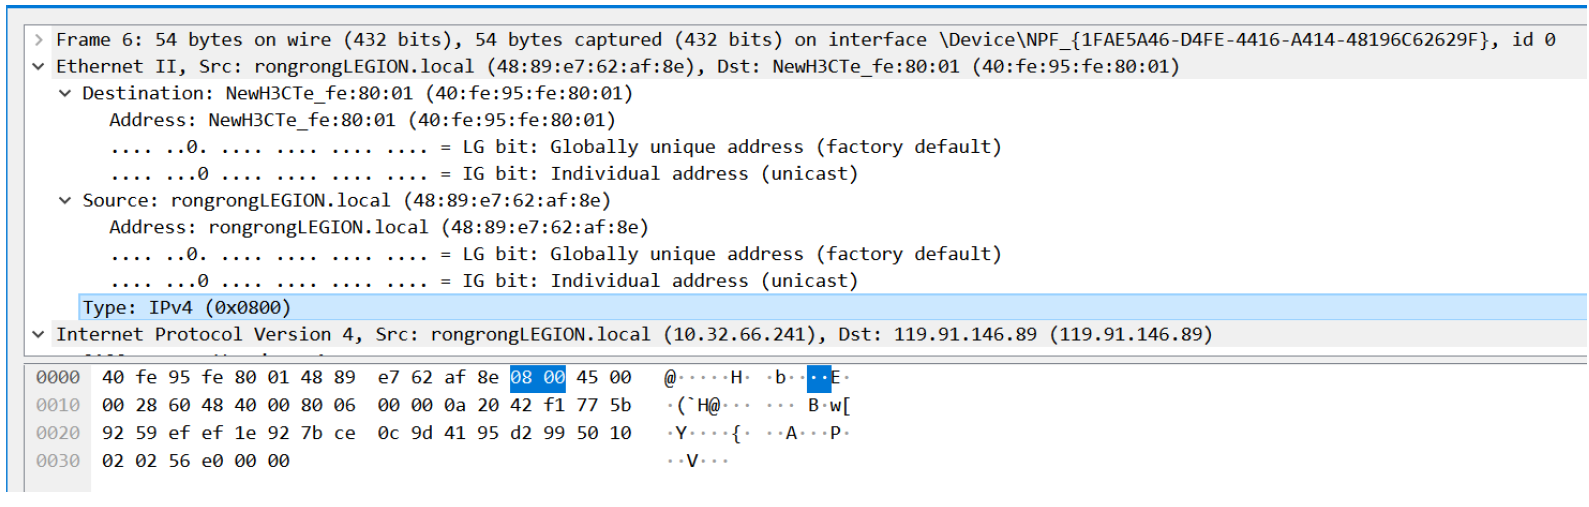 Frame 6: 54 bytes on wire (432 bits), 54 bytes captured (432 bits) on interface \Device\NPF_{1FAE5A46-D4FE-4416-A414-48196C62629F}, id 0
Ethernet II, Src: rongrongLEGION.local (48:89:e7:62:af:8e), Dst: NewH3CTe_fe:80:01 (40:fe:95:fe:80:01)
Destination: NewH3CTe_fe:80:01 (40:fe:95:fe:80:01)
Address: NewH3CTe_fe:80:01 (40:fe:95:fe:80:01)
.... ..0. .... .... .... .... = LG bit: Globally unique address (factory default)
.... ...0 .... .... .... .... = IG bit: Individual address (unicast)
Source: rongrongLEGION.local (48:89:e7:62:af:8e)
Address: rongrongLEGION.local (48:89:e7:62:af:8e)
.... ..0. .... .... .... .... = LG bit: Globally unique address (factory default)
.... ...0 .... .... .... .... = IG bit: Individual address (unicast)
Type: IPv4 (0x0800)
Internet Protocol Version 4, Src: rongrongLEGION.local (10.32.66.241), Dst: 119.91.146.89 (119.91.146.89)
0000 40 fe 95 fe 80 01 48 89 e7 62 af 8e 08 00 45 00 @·····H· ·b····E·
0010 00 28 60 48 40 00 80 06 00 00 0a 20 42 f1 77 5b ·(`H@··· ··· B·w[
0020 92 59 ef ef 1e 92 7b ce 0c 9d 41 95 d2 99 50 10 ·Y····{· ··A···P·
0030 02 02 56 e0 00 00 ··V···